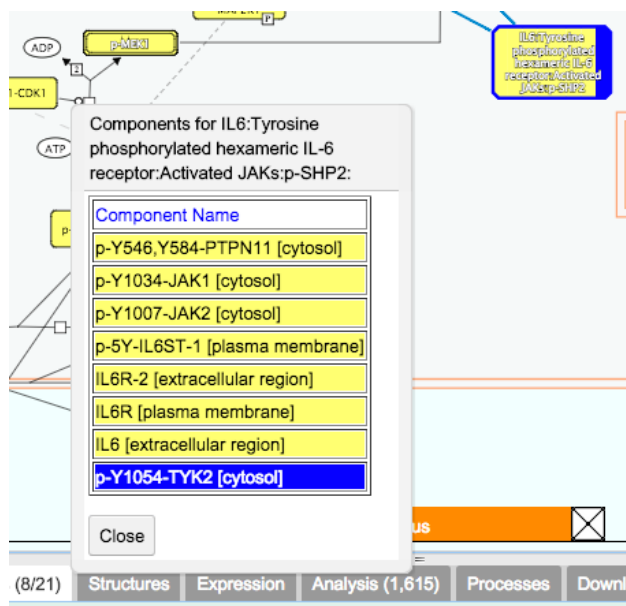 P
ADP
p-MEK1
2
1-CDK1
ATP
p-
IL6:Tyrosine
phosphorylated
hexameric IL-6
receptor:Activated
JAKs:p-SHP2
Components for IL6:Tyrosine
phosphorylated hexameric IL-6
receptor:Activated JAKs:p-SHP2:
Component Name
p-Y546,Y584-PTPN11 [cytosol]
p-Y1034-JAK1 [cytosol]
p-Y1007-JAK2 [cytosol]
p-5Y-IL6ST-1 [plasma membrane]
IL6R-2 [extracellular region]
IL6R [plasma membrane]
IL6 [extracellular region]
p-Y1054-TYK2 [cytosol]
Close
us
(8/21) Structures Expression Analysis (1,615) Processes Downl